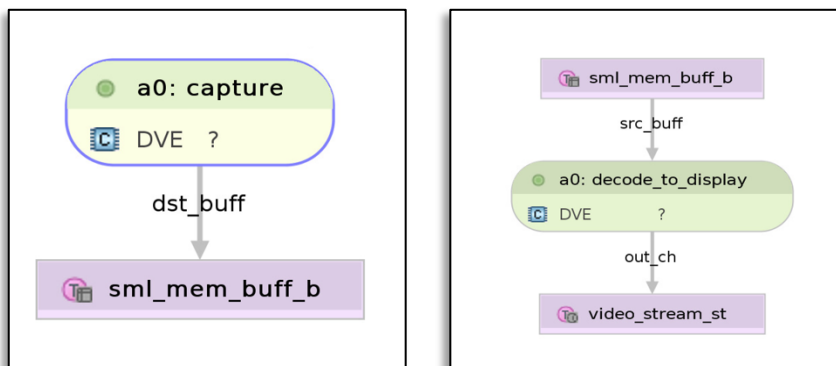 a0: capture
C DVE ?
dst_buff
T sml_mem_buff_b
T sml_mem_buff_b
src_buff
a0: decode_to_display
C DVE ?
out_ch
T video_stream_st